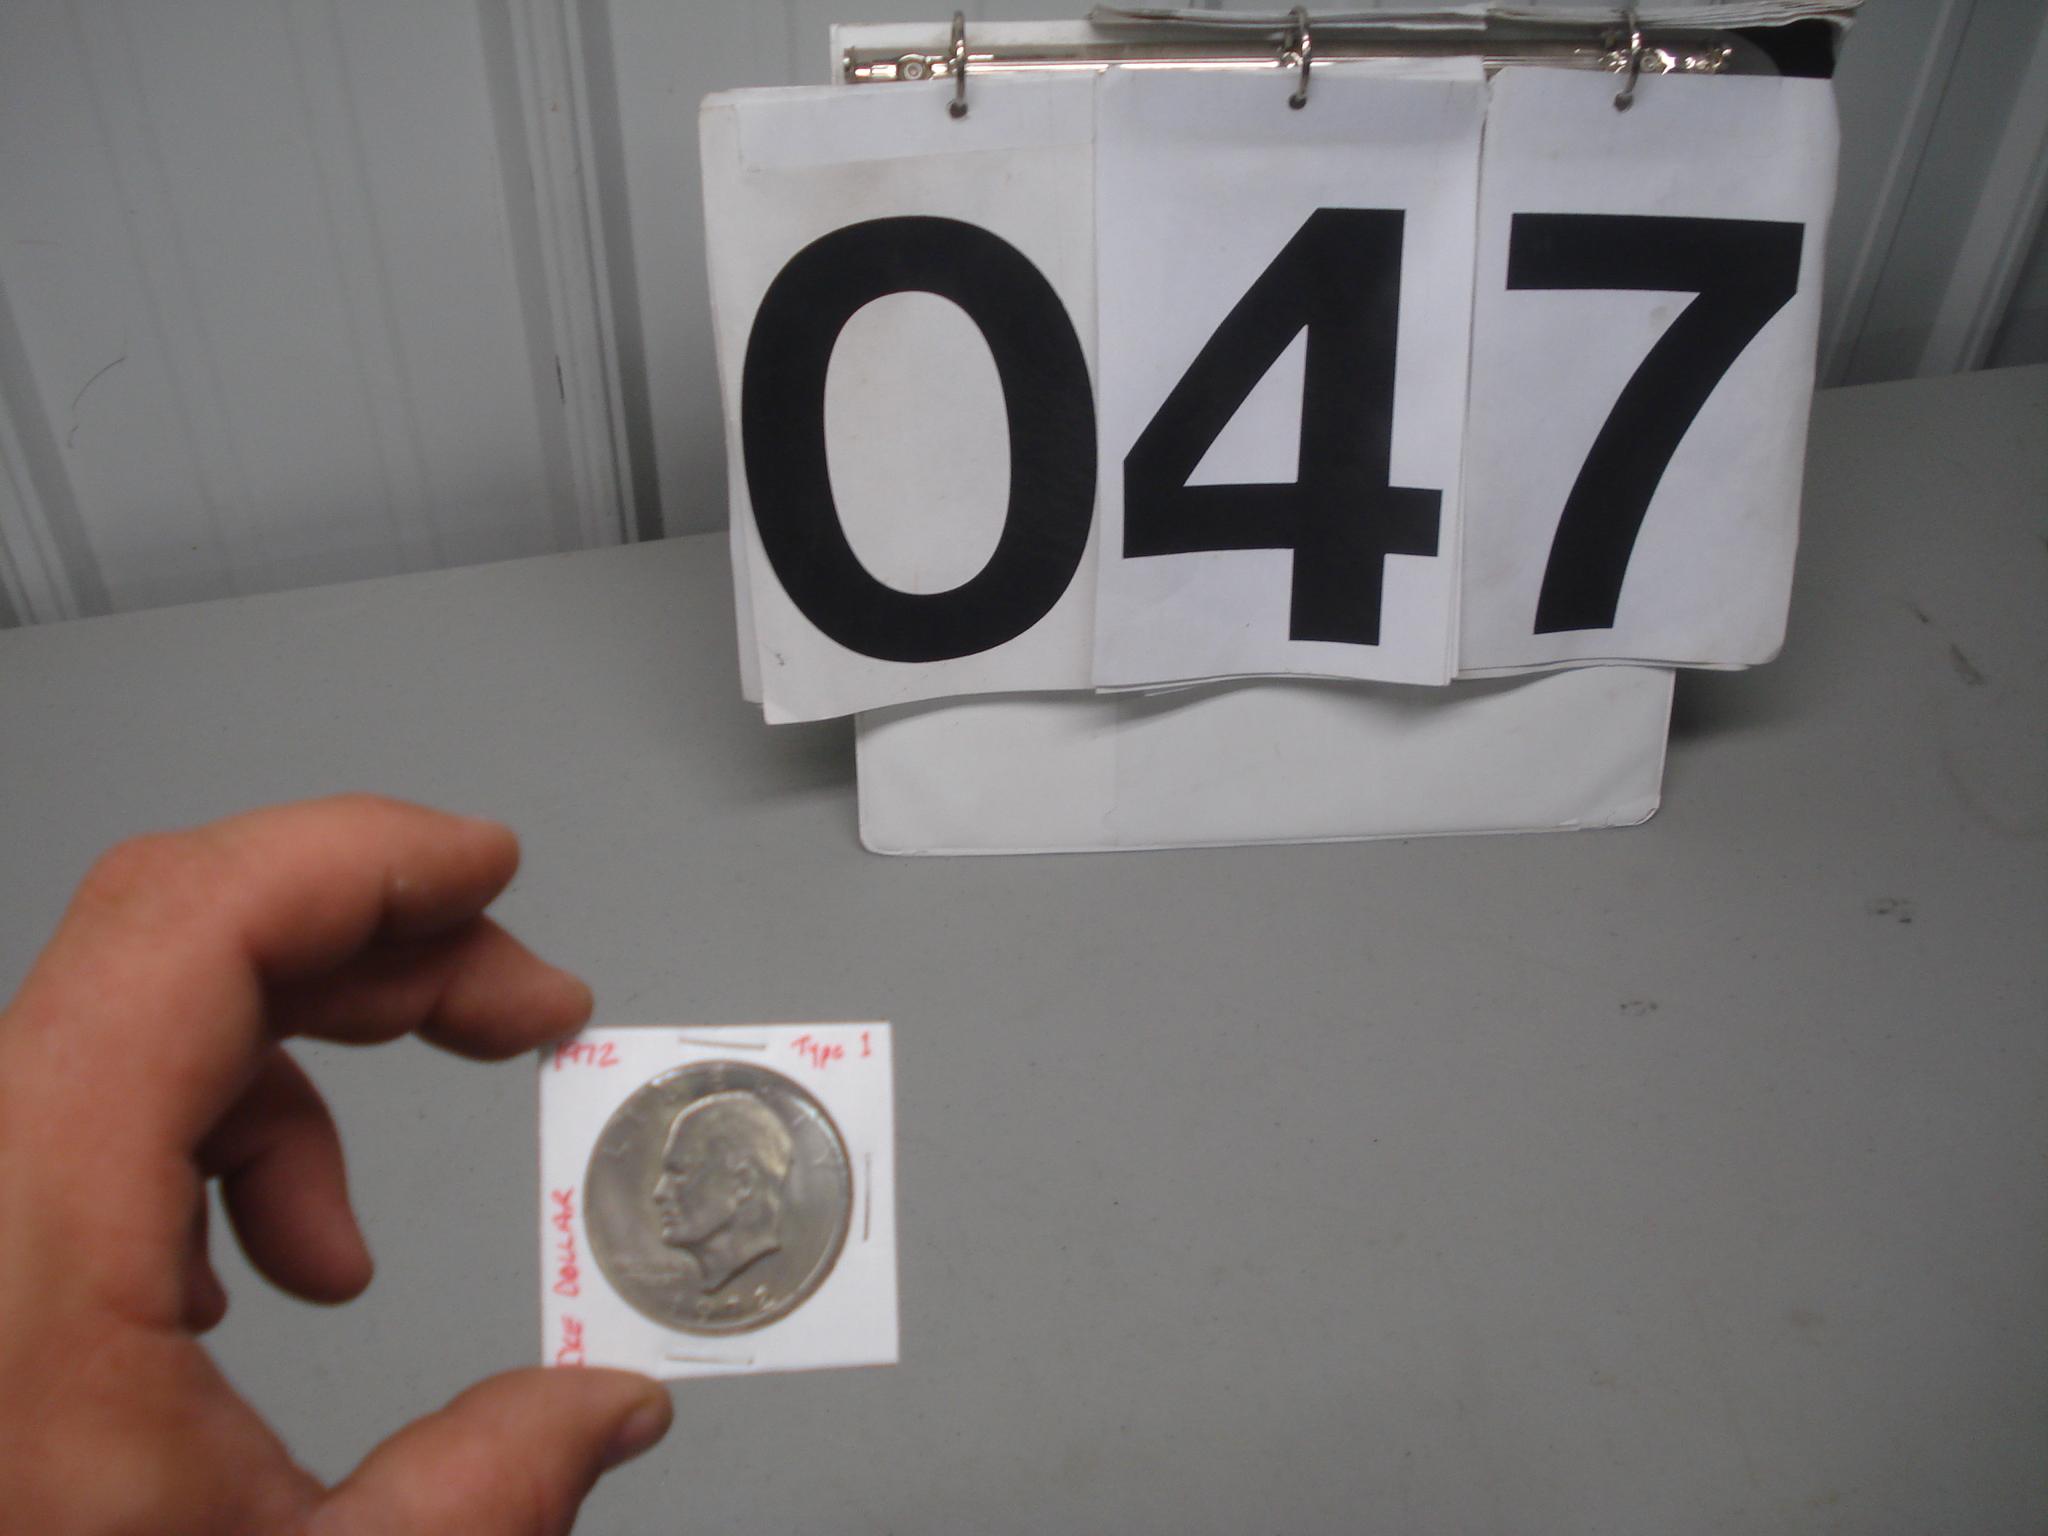 047
1972 Type 1
IKE DOLLAR
LIBERTY
1972